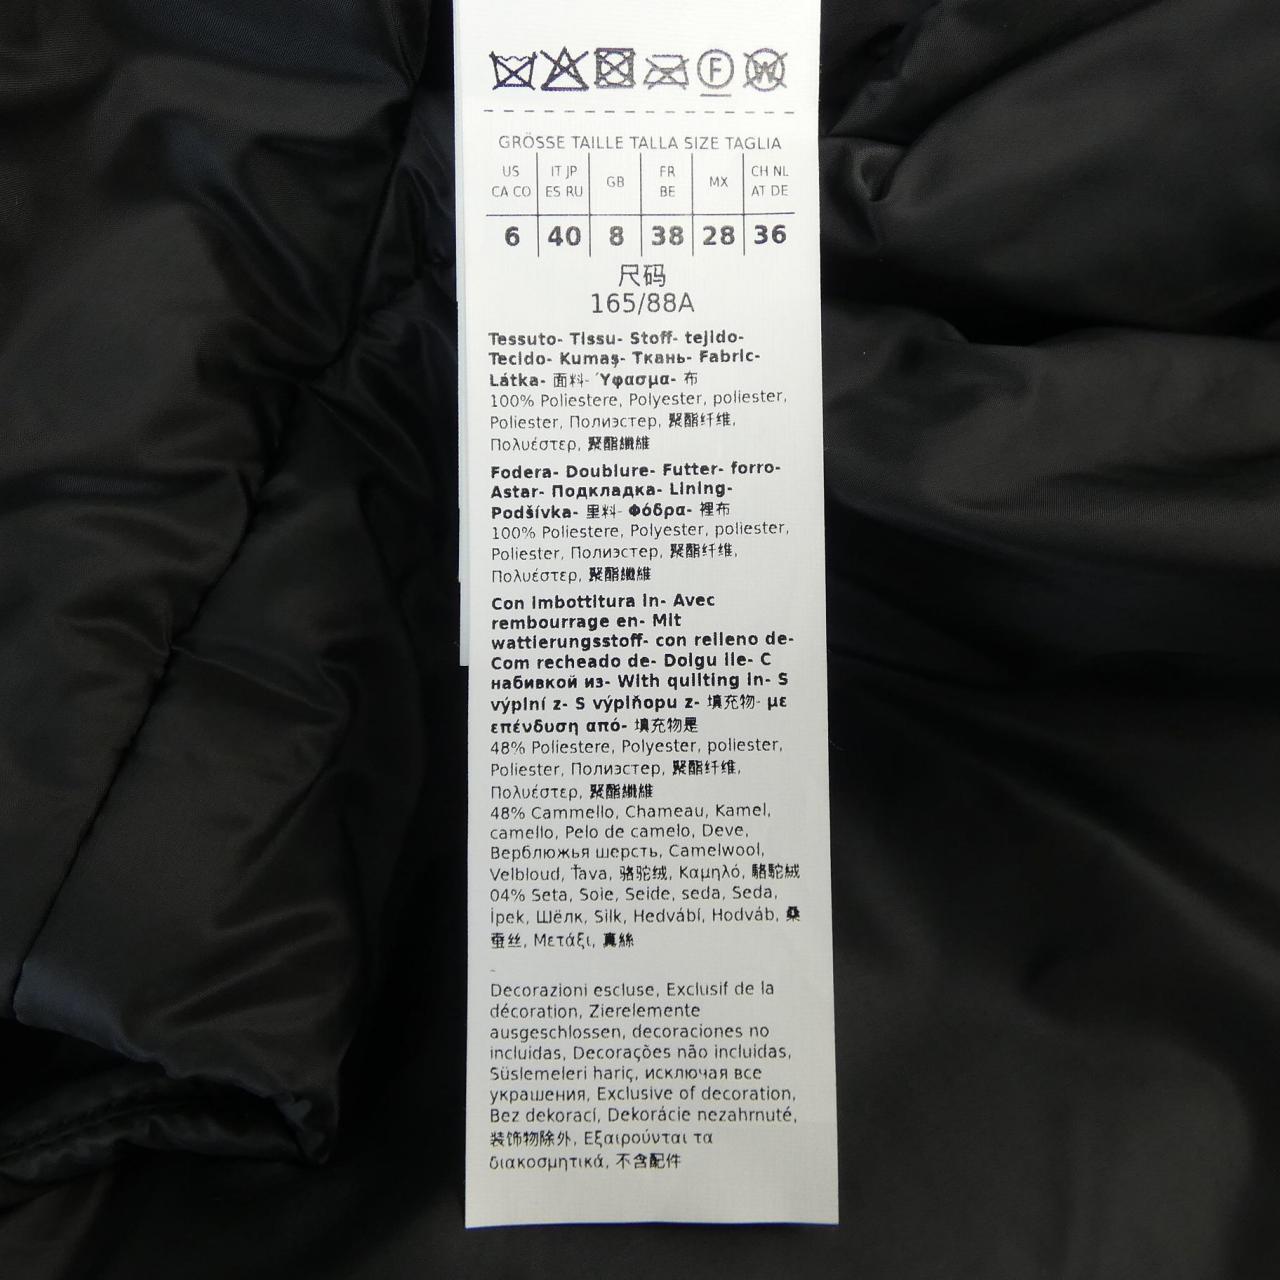 F W
GRÖSSE TAILLE TALLA SIZE TAGLIA
US CA CO | IT JP ES RU | GB | FR BE | MX | CH NL AT DE
6 | 40 | 8 | 38 | 28 | 36
尺码
165/88A
Tessuto- Tissu- Stoff- tejido-
Tecido- Kumaş- Ткань- Fabric-
Látka- 面料- Ύφασμα- 布
100% Poliestere, Polyester, poliester,
Poliester, Полиэстер, 聚酯纤维,
Πολυέστερ, 聚酯纖維
Fodera- Doublure- Futter- forro-
Astar- Подкладка- Lining-
Podšívka- 里料- Φόδρα- 裡布
100% Poliestere, Polyester, poliester,
Poliester, Полиэстер, 聚酯纤维,
Πολυέστερ, 聚酯纖維
Con imbottitura in- Avec
rembourrage en- Mit
wattierungsstoff- con relleno de-
Com recheado de- Dolgu ile- С
набивкой из- With quilting in- S
výplní z- S výplňopu z- 填充物- με
επένδυση από- 填充物是
48% Poliestere, Polyester, poliester,
Poliester, Полиэстер, 聚酯纤维,
Πολυέστερ, 聚酯纖維
48% Cammello, Chameau, Kamel,
camello, Pelo de camelo, Deve,
Верблюжья шерсть, Camelwool,
Velbloud, Ťava, 骆驼绒, Καμηλό, 駱駝絨
04% Seta, Soie, Seide, seda, Seda,
İpek, Шёлк, Silk, Hedvábí, Hodváb, 桑
蚕丝, Μετάξι, 真絲
-
Decorazioni escluse, Exclusif de la
décoration, Zierelemente
ausgeschlossen, decoraciones no
incluidas, Decorações não incluidas,
Süslemeleri hariç, исключая все
украшения, Exclusive of decoration,
Bez dekorací, Dekorácie nezahrnuté,
装饰物除外, Εξαιρούνται τα
διακοσμητικά, 不含配件